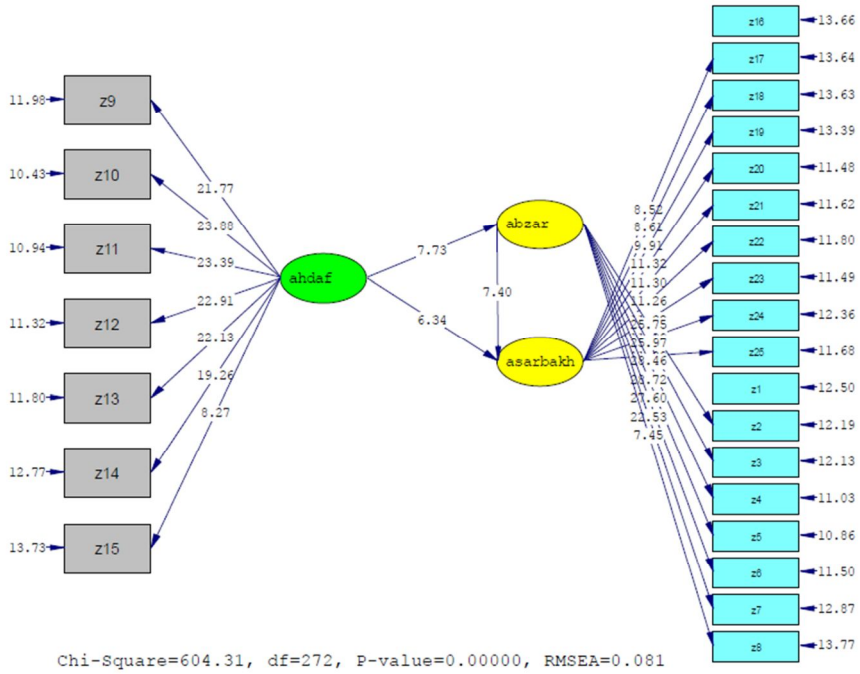 11.98 z9
10.43 z10
10.94 z11
11.32 z12
11.80 z13
12.77 z14
13.73 z15
21.77
23.88
23.39
22.91
22.13
19.26
8.27
ahdaf
7.73
6.34
abzar
7.40
asarbakh
8.52
8.61
9.91
11.32
11.30
11.26
25.75
25.97
28.46
28.72
27.60
22.53
7.45
z16 13.66
z17 13.64
z18 13.63
z19 13.39
z20 11.48
z21 11.62
z22 11.80
z23 11.49
z24 12.36
z25 11.68
z1 12.50
z2 12.19
z3 12.13
z4 11.03
z5 10.86
z6 11.50
z7 12.87
z8 13.77
Chi-Square=604.31, df=272, P-value=0.00000, RMSEA=0.081